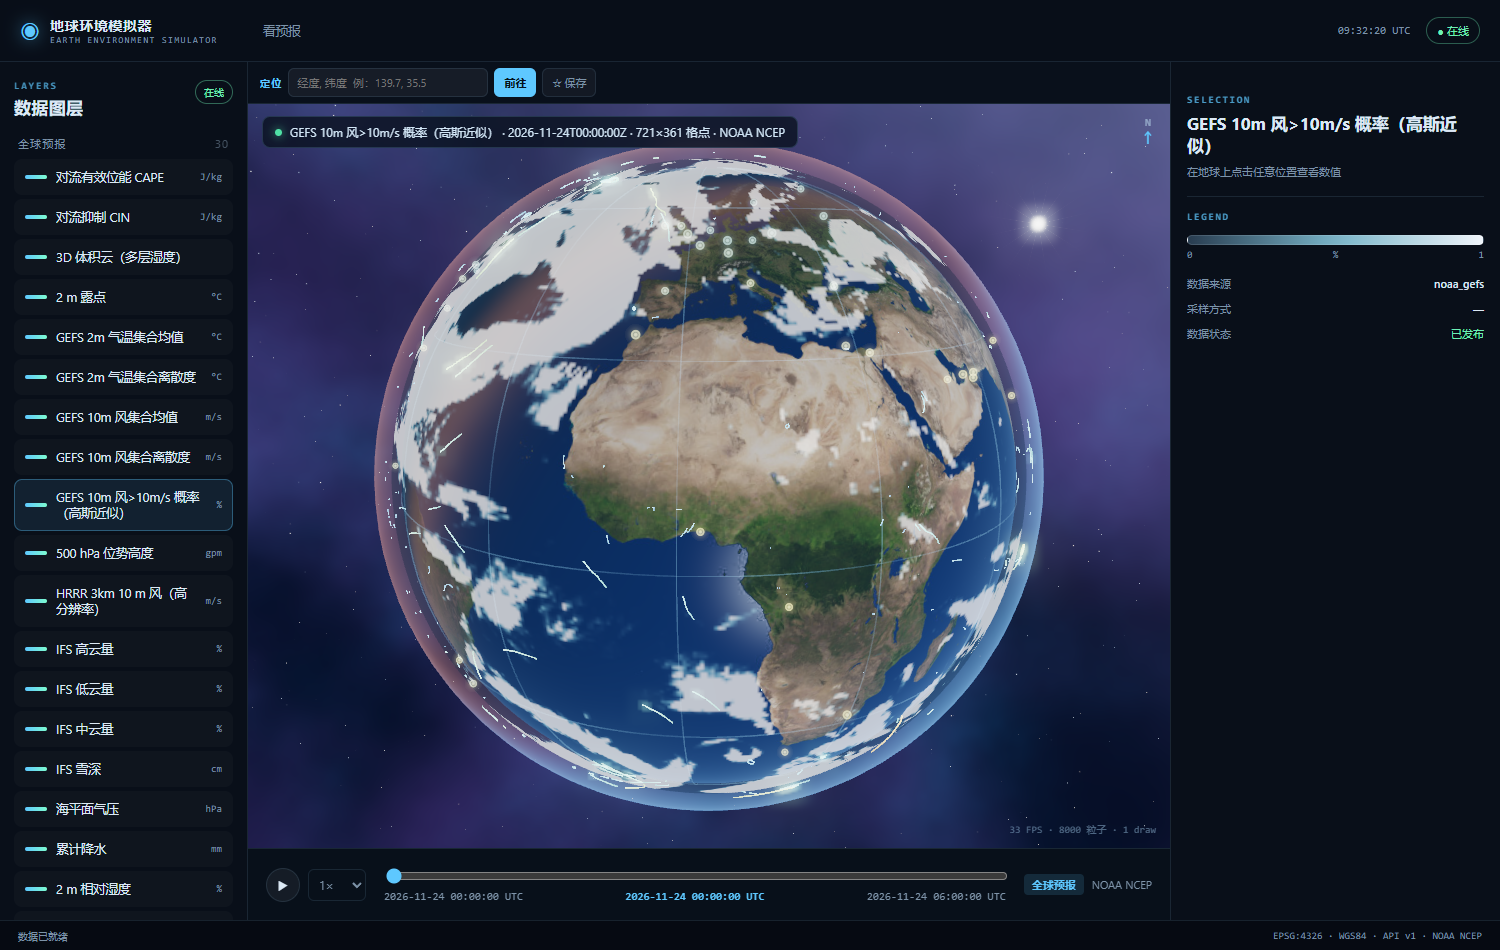 地球环境模拟器
EARTH ENVIRONMENT SIMULATOR
看预报
09:32:20 UTC
在线
LAYERS
数据图层
在线
全球预报 30
对流有效位能 CAPE J/kg
对流抑制 CIN J/kg
3D 体积云（多层湿度）
2 m 露点 °C
GEFS 2m 气温集合均值 °C
GEFS 2m 气温集合离散度 °C
GEFS 10m 风集合均值 m/s
GEFS 10m 风集合离散度 m/s
GEFS 10m 风>10m/s 概率
（高斯近似） %
500 hPa 位势高度 gpm
HRRR 3km 10 m 风（高
分辨率） m/s
IFS 高云量 %
IFS 低云量 %
IFS 中云量 %
IFS 雪深 cm
海平面气压 hPa
累计降水 mm
2 m 相对湿度 %
定位 经度, 纬度 例：139.7, 35.5 前往 ☆ 保存
GEFS 10m 风>10m/s 概率（高斯近似） · 2026-11-24T00:00:00Z · 721×361 格点 · NOAA NCEP
N
33 FPS · 8000 粒子 · 1 draw
1×
2026-11-24 00:00:00 UTC 2026-11-24 00:00:00 UTC 2026-11-24 06:00:00 UTC
全球预报 NOAA NCEP
SELECTION
GEFS 10m 风>10m/s 概率（高斯近
似）
在地球上点击任意位置查看数值
LEGEND
0 % 1
数据来源 noaa_gefs
采样方式 —
数据状态 已发布
数据已就绪
EPSG:4326 · WGS84 · API v1 · NOAA NCEP